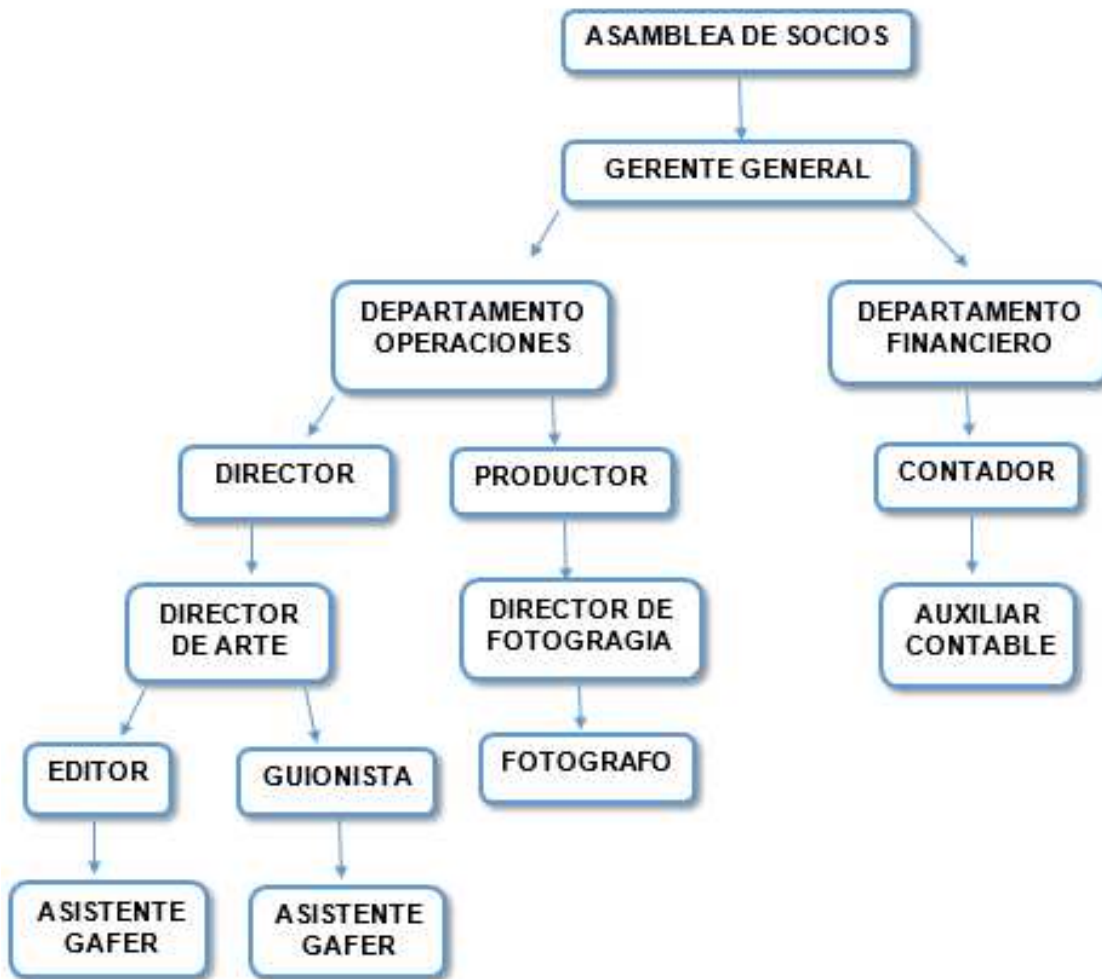 ASAMBLEA DE SOCIOS
GERENTE GENERAL
DEPARTAMENTO
OPERACIONES
DEPARTAMENTO
FINANCIERO
DIRECTOR
PRODUCTOR
CONTADOR
DIRECTOR
DE ARTE
DIRECTOR DE
FOTOGRAGIA
AUXILIAR
CONTABLE
EDITOR
GUIONISTA
FOTOGRAFO
ASISTENTE
GAFER
ASISTENTE
GAFER